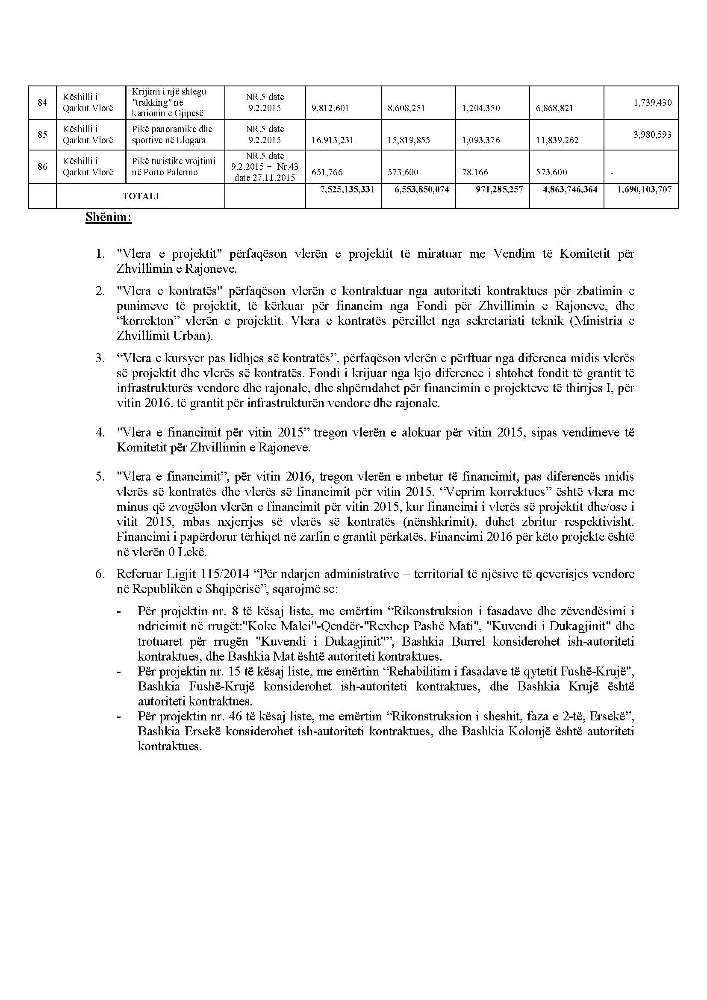 84 Këshilli i Qarkut Vlorë Krijimi i një shtegu "trakking" në kanionin e Gjipesë NR.5 date 9.2.2015 9,812,601 8,608,251 1,204,350 6,868,821 1,739,430
85 Këshilli i Qarkut Vlorë Pikë panoramike dhe sportive në Llogara NR.5 date 9.2.2015 16,913,231 15,819,855 1,093,376 11,839,262 3,980,593
86 Këshilli i Qarkut Vlorë Pikë turistike vrojtimi në Porto Palermo NR.5 date 9.2.2015 + Nr.43 date 27.11.2015 651,766 573,600 78,166 573,600 -
TOTALI 7,525,135,331 6,553,850,074 971,285,257 4,863,746,364 1,690,103,707
Shënim:
1. "Vlera e projektit" përfaqëson vlerën e projektit të miratuar me Vendim të Komitetit për
Zhvillimin e Rajoneve.
2. "Vlera e kontratës" përfaqëson vlerën e kontraktuar nga autoriteti kontraktues për zbatimin e
punimeve të projektit, të kërkuar për financim nga Fondi për Zhvillimin e Rajoneve, dhe
“korrekton” vlerën e projektit. Vlera e kontratës përcillet nga sekretariati teknik (Ministria e
Zhvillimit Urban).
3. “Vlera e kursyer pas lidhjes së kontratës”, përfaqëson vlerën e përftuar nga diferenca midis vlerës
së projektit dhe vlerës së kontratës. Fondi i krijuar nga kjo diference i shtohet fondit të grantit të
infrastrukturës vendore dhe rajonale, dhe shpërndahet për financimin e projekteve të thirrjes I, për
vitin 2016, të grantit për infrastrukturën vendore dhe rajonale.
4. "Vlera e financimit për vitin 2015” tregon vlerën e alokuar për vitin 2015, sipas vendimeve të
Komitetit për Zhvillimin e Rajoneve.
5. "Vlera e financimit”, për vitin 2016, tregon vlerën e mbetur të financimit, pas diferencës midis
vlerës së kontratës dhe vlerës së financimit për vitin 2015. “Veprim korrektues” është vlera me
minus që zvogëlon vlerën e financimit për vitin 2015, kur financimi i vlerës së projektit dhe/ose i
vitit 2015, mbas nxjerrjes së vlerës së kontratës (nënshkrimit), duhet zbritur respektivisht.
Financimi i papërdorur tërhiqet në zarfin e grantit përkatës. Financimi 2016 për këto projekte është
në vlerën 0 Lekë.
6. Referuar Ligjit 115/2014 “Për ndarjen administrative – territorial të njësive të qeverisjes vendore
në Republikën e Shqipërisë”, sqarojmë se:
- Për projektin nr. 8 të kësaj liste, me emërtim “Rikonstruksion i fasadave dhe zëvendësimi i
ndricimit në rrugët:"Koke Malci"-Qendër-"Rexhep Pashë Mati", "Kuvendi i Dukagjinit" dhe
trotuaret për rrugën "Kuvendi i Dukagjinit"”, Bashkia Burrel konsiderohet ish-autoriteti
kontraktues, dhe Bashkia Mat është autoriteti kontraktues.
- Për projektin nr. 15 të kësaj liste, me emërtim “Rehabilitim i fasadave të qytetit Fushë-Krujë",
Bashkia Fushë-Krujë konsiderohet ish-autoriteti kontraktues, dhe Bashkia Krujë është
autoriteti kontraktues.
- Për projektin nr. 46 të kësaj liste, me emërtim “Rikonstruksion i sheshit, faza e 2-të, Ersekë”,
Bashkia Ersekë konsiderohet ish-autoriteti kontraktues, dhe Bashkia Kolonjë është autoriteti
kontraktues.